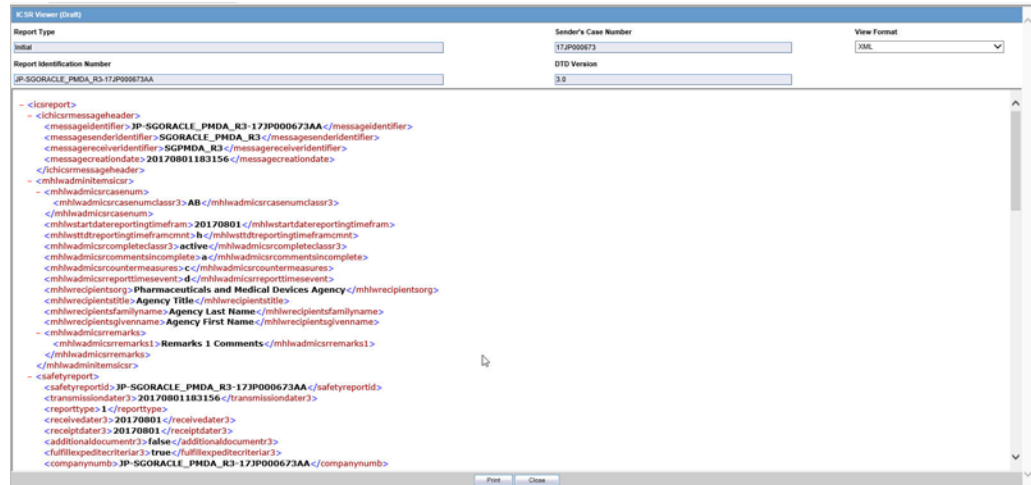 ICSR Viewer (Draft)
Report Type
Sender's Case Number
View Format
Initial
17JP000673
XML
Report Identification Number
DTD Version
JP-SGORACLE_PMDA_R3-17JP000673AA
3.0
- <icsreport>
- <ichicsrmessageheader>
<messageidentifier>JP-SGORACLE_PMDA_R3-17JP000673AA</messageidentifier>
<messagesenderidentifier>SGORACLE_PMDA_R3</messagesenderidentifier>
<messagereceiveridentifier>SGPMDA_R3</messagereceiveridentifier>
<messagecreationdate>20170801183156</messagecreationdate>
</ichicsrmessageheader>
- <mhlwadminitemsicsr>
- <mhlwadmicsrcasenum>
<mhlwadmicsrcasenumclassr3>AB</mhlwadmicsrcasenumclassr3>
</mhlwadmicsrcasenum>
<mhlwstartdatereportingtimefram>20170801</mhlwstartdatereportingtimefram>
<mhlwsttdtreportingtimeframcmnt>h</mhlwsttdtreportingtimeframcmnt>
<mhlwadmicsrcompleteclassr3>active</mhlwadmicsrcompleteclassr3>
<mhlwadmicsrcommentsincomplete>a</mhlwadmicsrcommentsincomplete>
<mhlwadmicsrcountermeasures>c</mhlwadmicsrcountermeasures>
<mhlwadmicsrreporttimesevent>d</mhlwadmicsrreporttimesevent>
<mhlwrecipientsorg>Pharmaceuticals and Medical Devices Agency</mhlwrecipientsorg>
<mhlwrecipientstitle>Agency Title</mhlwrecipientstitle>
<mhlwrecipientsfamilyname>Agency Last Name</mhlwrecipientsfamilyname>
<mhlwrecipientsgivenname>Agency First Name</mhlwrecipientsgivenname>
- <mhlwadmicsrremarks>
<mhlwadmicsrremarks1>Remarks 1 Comments</mhlwadmicsrremarks1>
</mhlwadmicsrremarks>
</mhlwadminitemsicsr>
- <safetyreport>
<safetyreportid>JP-SGORACLE_PMDA_R3-17JP000673AA</safetyreportid>
<transmissiondater3>20170801183156</transmissiondater3>
<reporttype>1</reporttype>
<receivedater3>20170801</receivedater3>
<receiptdater3>20170801</receiptdater3>
<additionaldocumentr3>false</additionaldocumentr3>
<fulfillexpeditecriteriar3>true</fulfillexpeditecriteriar3>
<companynumb>JP-SGORACLE_PMDA_R3-17JP000673AA</companynumb>
Print
Close